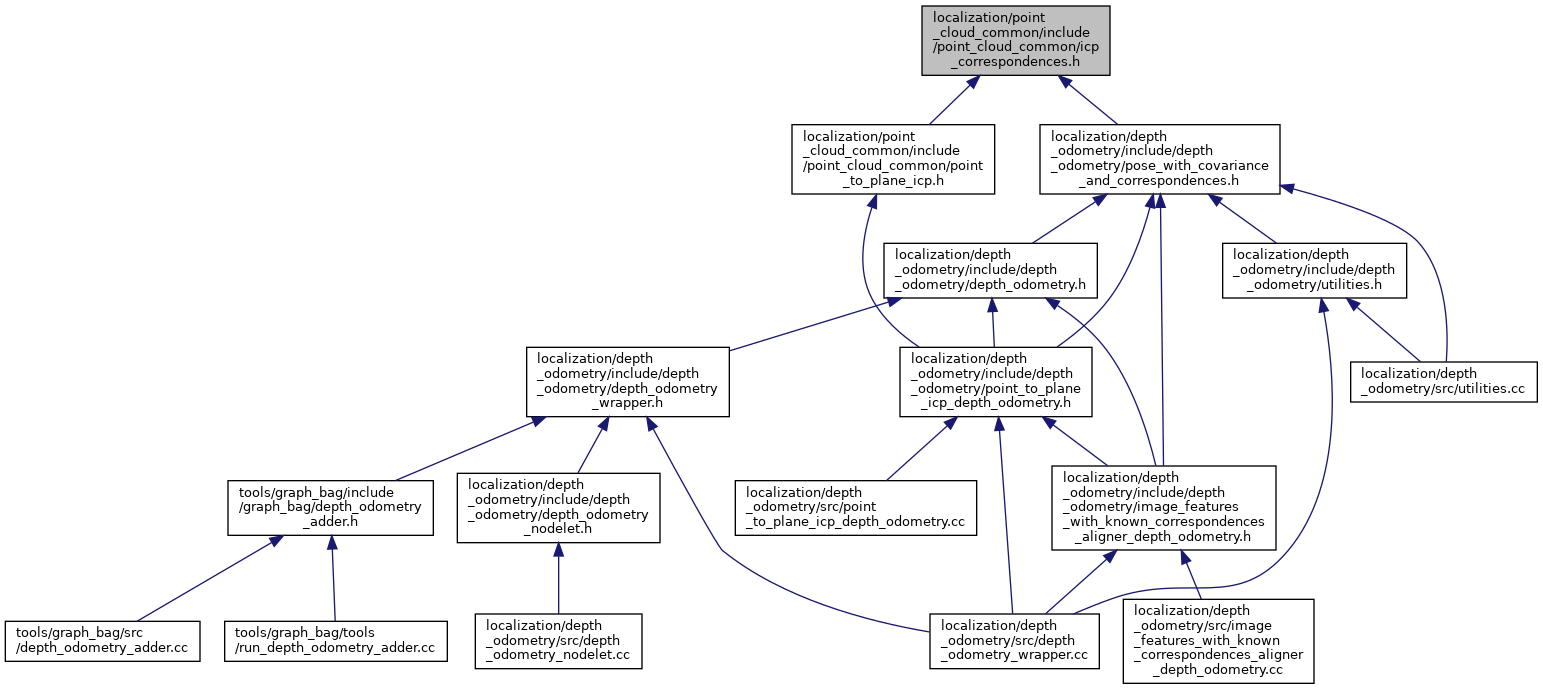 localization/point
_cloud_common/include
/point_cloud_common/icp
_correspondences.h
localization/point
_cloud_common/include
/point_cloud_common/point
_to_plane_icp.h
localization/depth
_odometry/include/depth
_odometry/pose_with_covariance
_and_correspondences.h
localization/depth
_odometry/include/depth
_odometry/depth_odometry.h
localization/depth
_odometry/include/depth
_odometry/utilities.h
localization/depth
_odometry/include/depth
_odometry/depth_odometry
_wrapper.h
localization/depth
_odometry/include/depth
_odometry/point_to_plane
_icp_depth_odometry.h
localization/depth
_odometry/src/utilities.cc
tools/graph_bag/include
/graph_bag/depth_odometry
_adder.h
localization/depth
_odometry/include/depth
_odometry/depth_odometry
_nodelet.h
localization/depth
_odometry/src/point
_to_plane_icp_depth_odometry.cc
localization/depth
_odometry/include/depth
_odometry/image_features
_with_known_correspondences
_aligner_depth_odometry.h
tools/graph_bag/src
/depth_odometry_adder.cc
tools/graph_bag/tools
/run_depth_odometry_adder.cc
localization/depth
_odometry/src/depth
_odometry_nodelet.cc
localization/depth
_odometry/src/depth
_odometry_wrapper.cc
localization/depth
_odometry/src/image
_features_with_known
_correspondences_aligner
_depth_odometry.cc